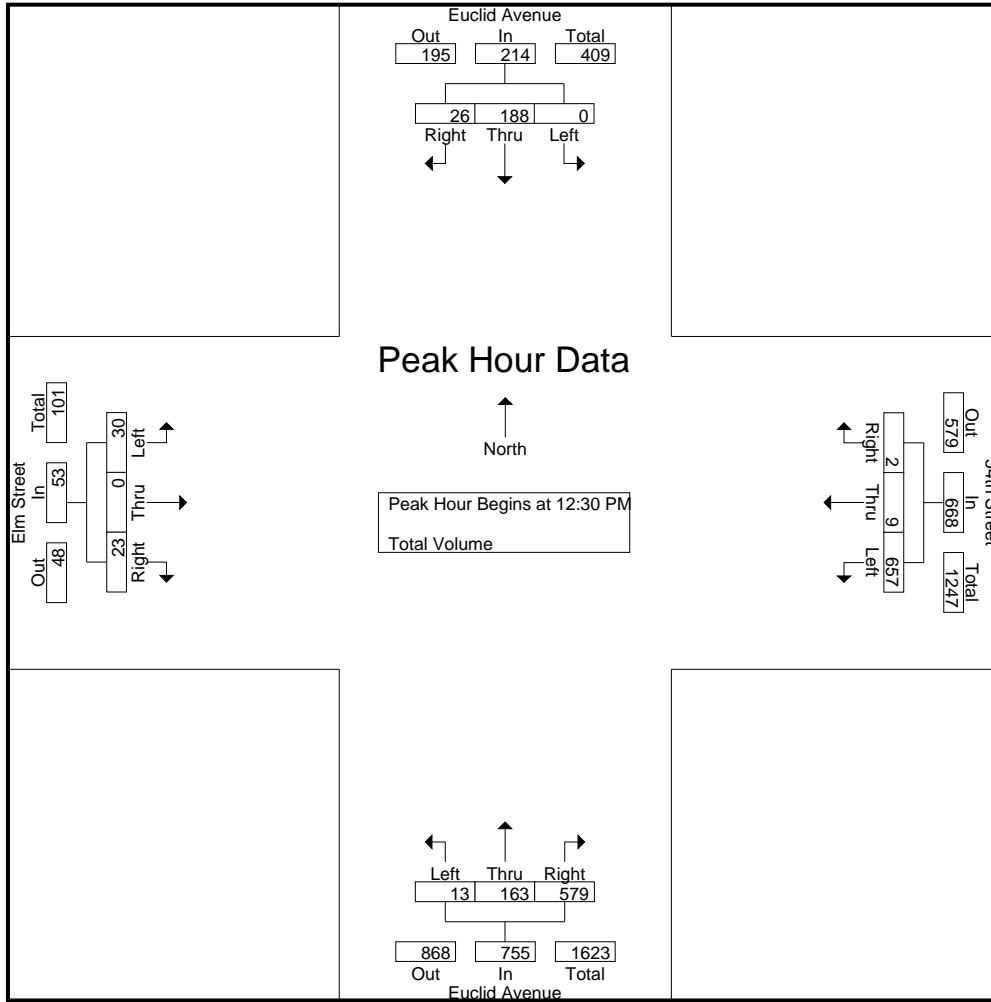 Euclid Avenue
Out In Total
195 214 409
26 188 0
Right Thru Left
Peak Hour Data
North
Peak Hour Begins at 12:30 PM
Total Volume
Elm Street
Out In Total
48 53 101
30 0 23
Left Thru Right
Right Thru Left
2 9 657
Out In Total
579 668 1247
Street
Left Thru Right
13 163 579
868 755 1623
Out In Total
Euclid Avenue